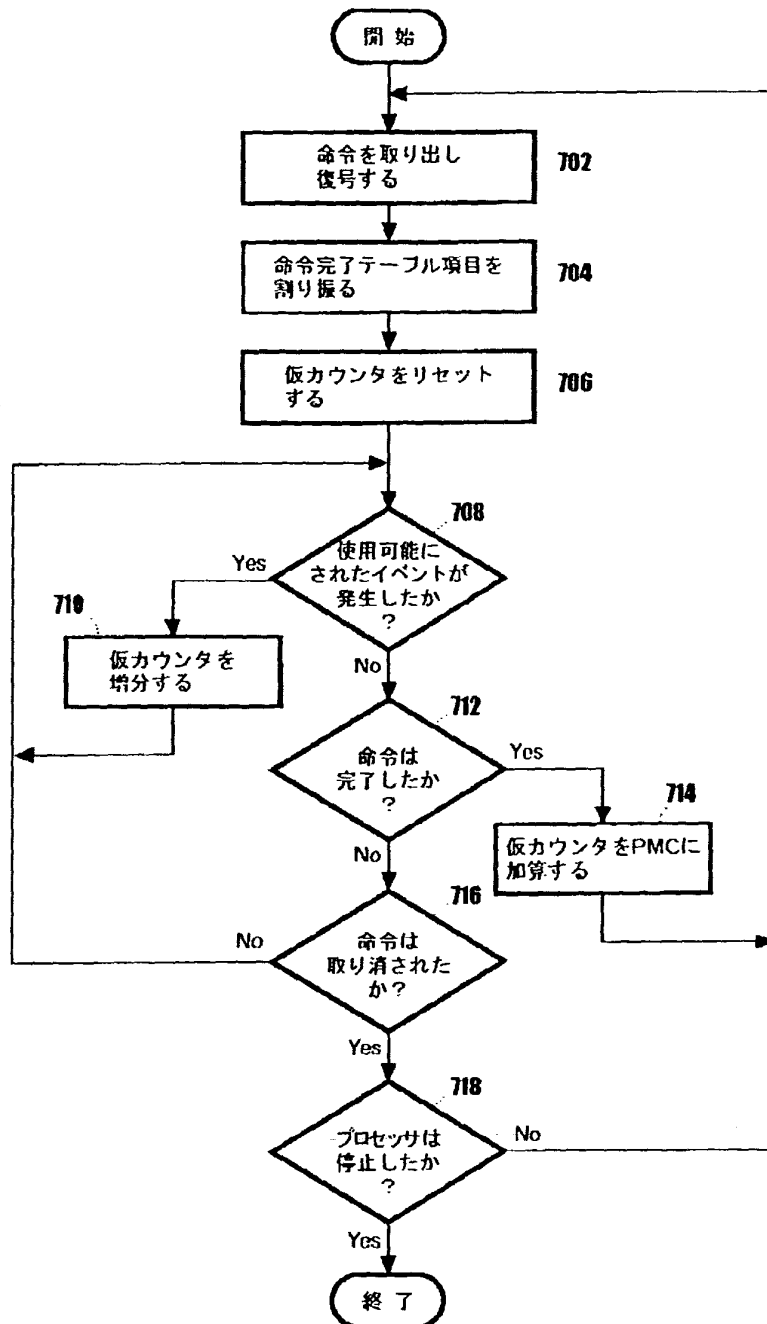 開始
命令を取り出し
復号する
702
命令完了テーブル項目を
割り振る
704
仮カウンタをリセット
する
706
708
使用可能に
されたイベントが
発生したか
?
Yes
No
710
仮カウンタを
増分する
712
命令は
完了したか
?
Yes
No
714
仮カウンタをPMCに
加算する
716
命令は
取り消された
か?
No
Yes
718
プロセッサは
停止したか
?
No
Yes
終了